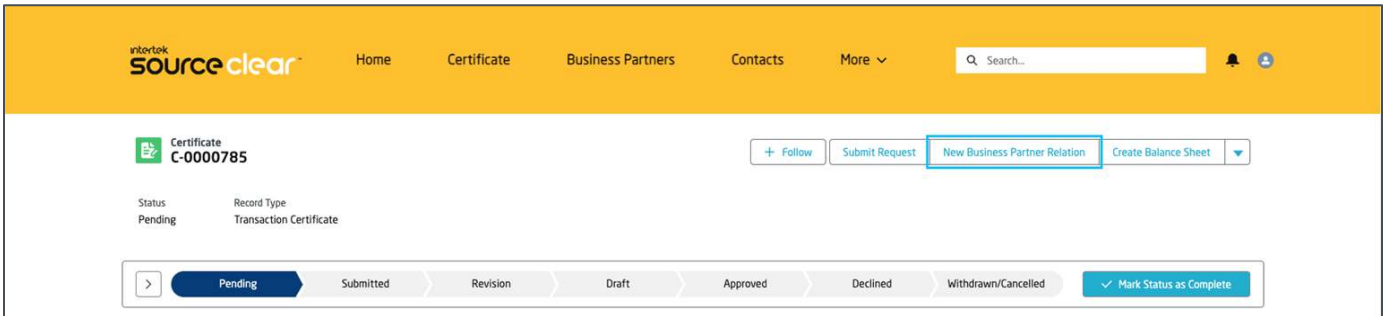 intertek
sourceclear
Home Certificate Business Partners Contacts More Search...
Certificate
C-0000785
+ Follow Submit Request New Business Partner Relation Create Balance Sheet
Status Record Type
Pending Transaction Certificate
Pending Submitted Revision Draft Approved Declined Withdrawn/Cancelled Mark Status as Complete